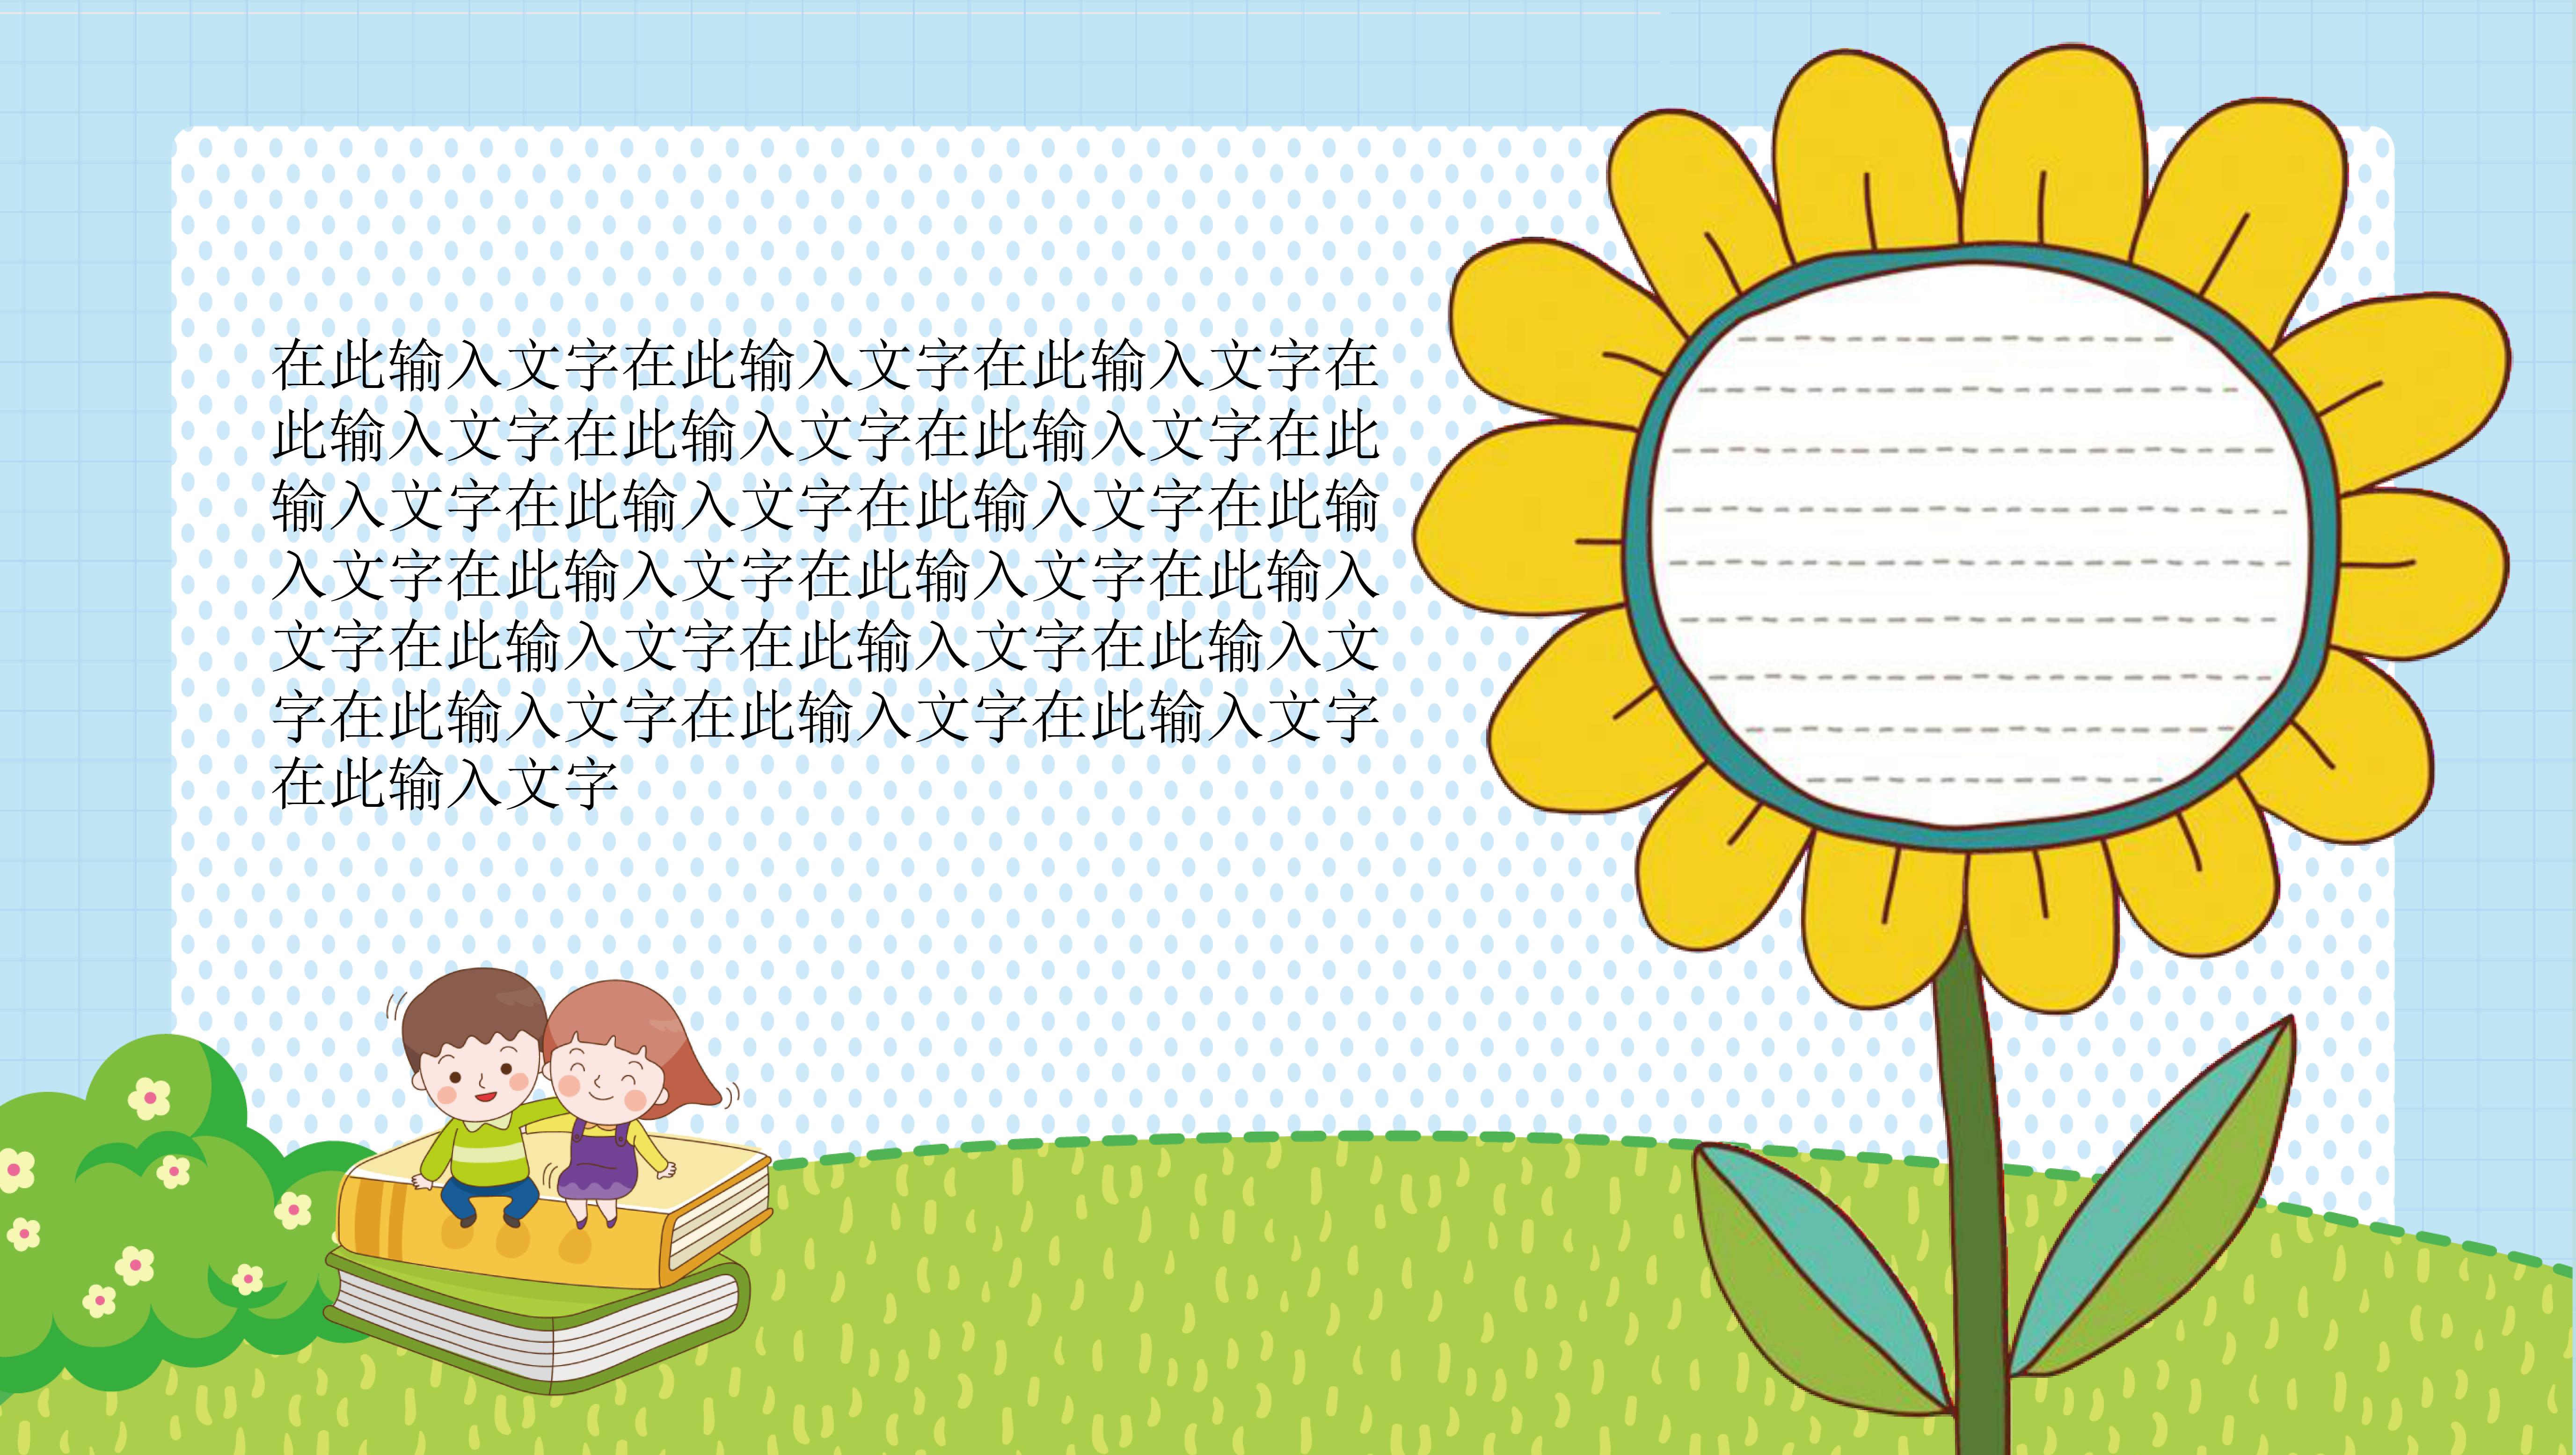 在此输入文字在此输入文字在此输入文字在
此输入文字在此输入文字在此输入文字在此
输入文字在此输入文字在此输入文字在此输
入文字在此输入文字在此输入文字在此输入
文字在此输入文字在此输入文字在此输入文
字在此输入文字在此输入文字在此输入文字
在此输入文字